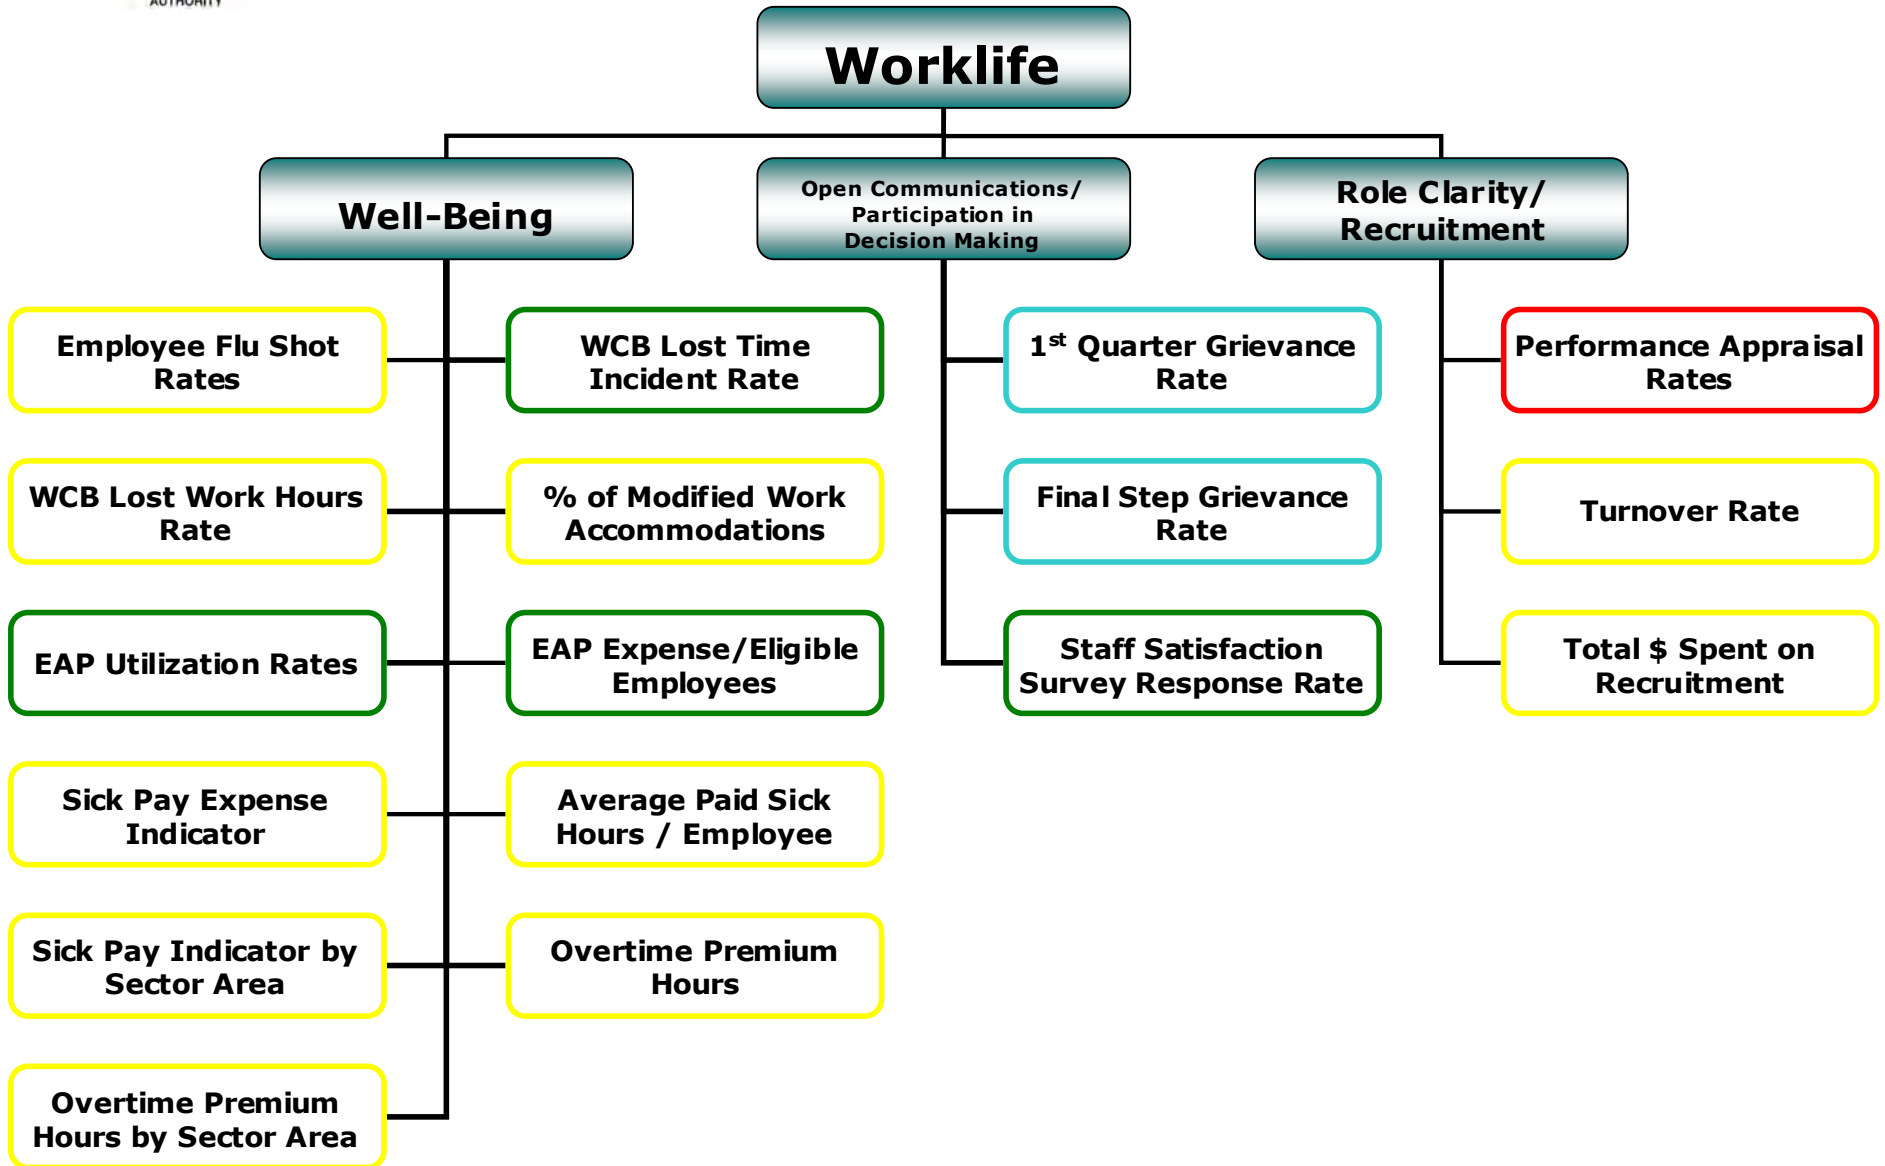 AUTHORITY
Worklife
Well-Being
Open Communications/
Participation in
Decision Making
Role Clarity/
Recruitment
Employee Flu Shot
Rates
WCB Lost Time
Incident Rate
1st Quarter Grievance
Rate
Performance Appraisal
Rates
WCB Lost Work Hours
Rate
% of Modified Work
Accommodations
Final Step Grievance
Rate
Turnover Rate
EAP Utilization Rates
EAP Expense/Eligible
Employees
Staff Satisfaction
Survey Response Rate
Total $ Spent on
Recruitment
Sick Pay Expense
Indicator
Average Paid Sick
Hours / Employee
Sick Pay Indicator by
Sector Area
Overtime Premium
Hours
Overtime Premium
Hours by Sector Area